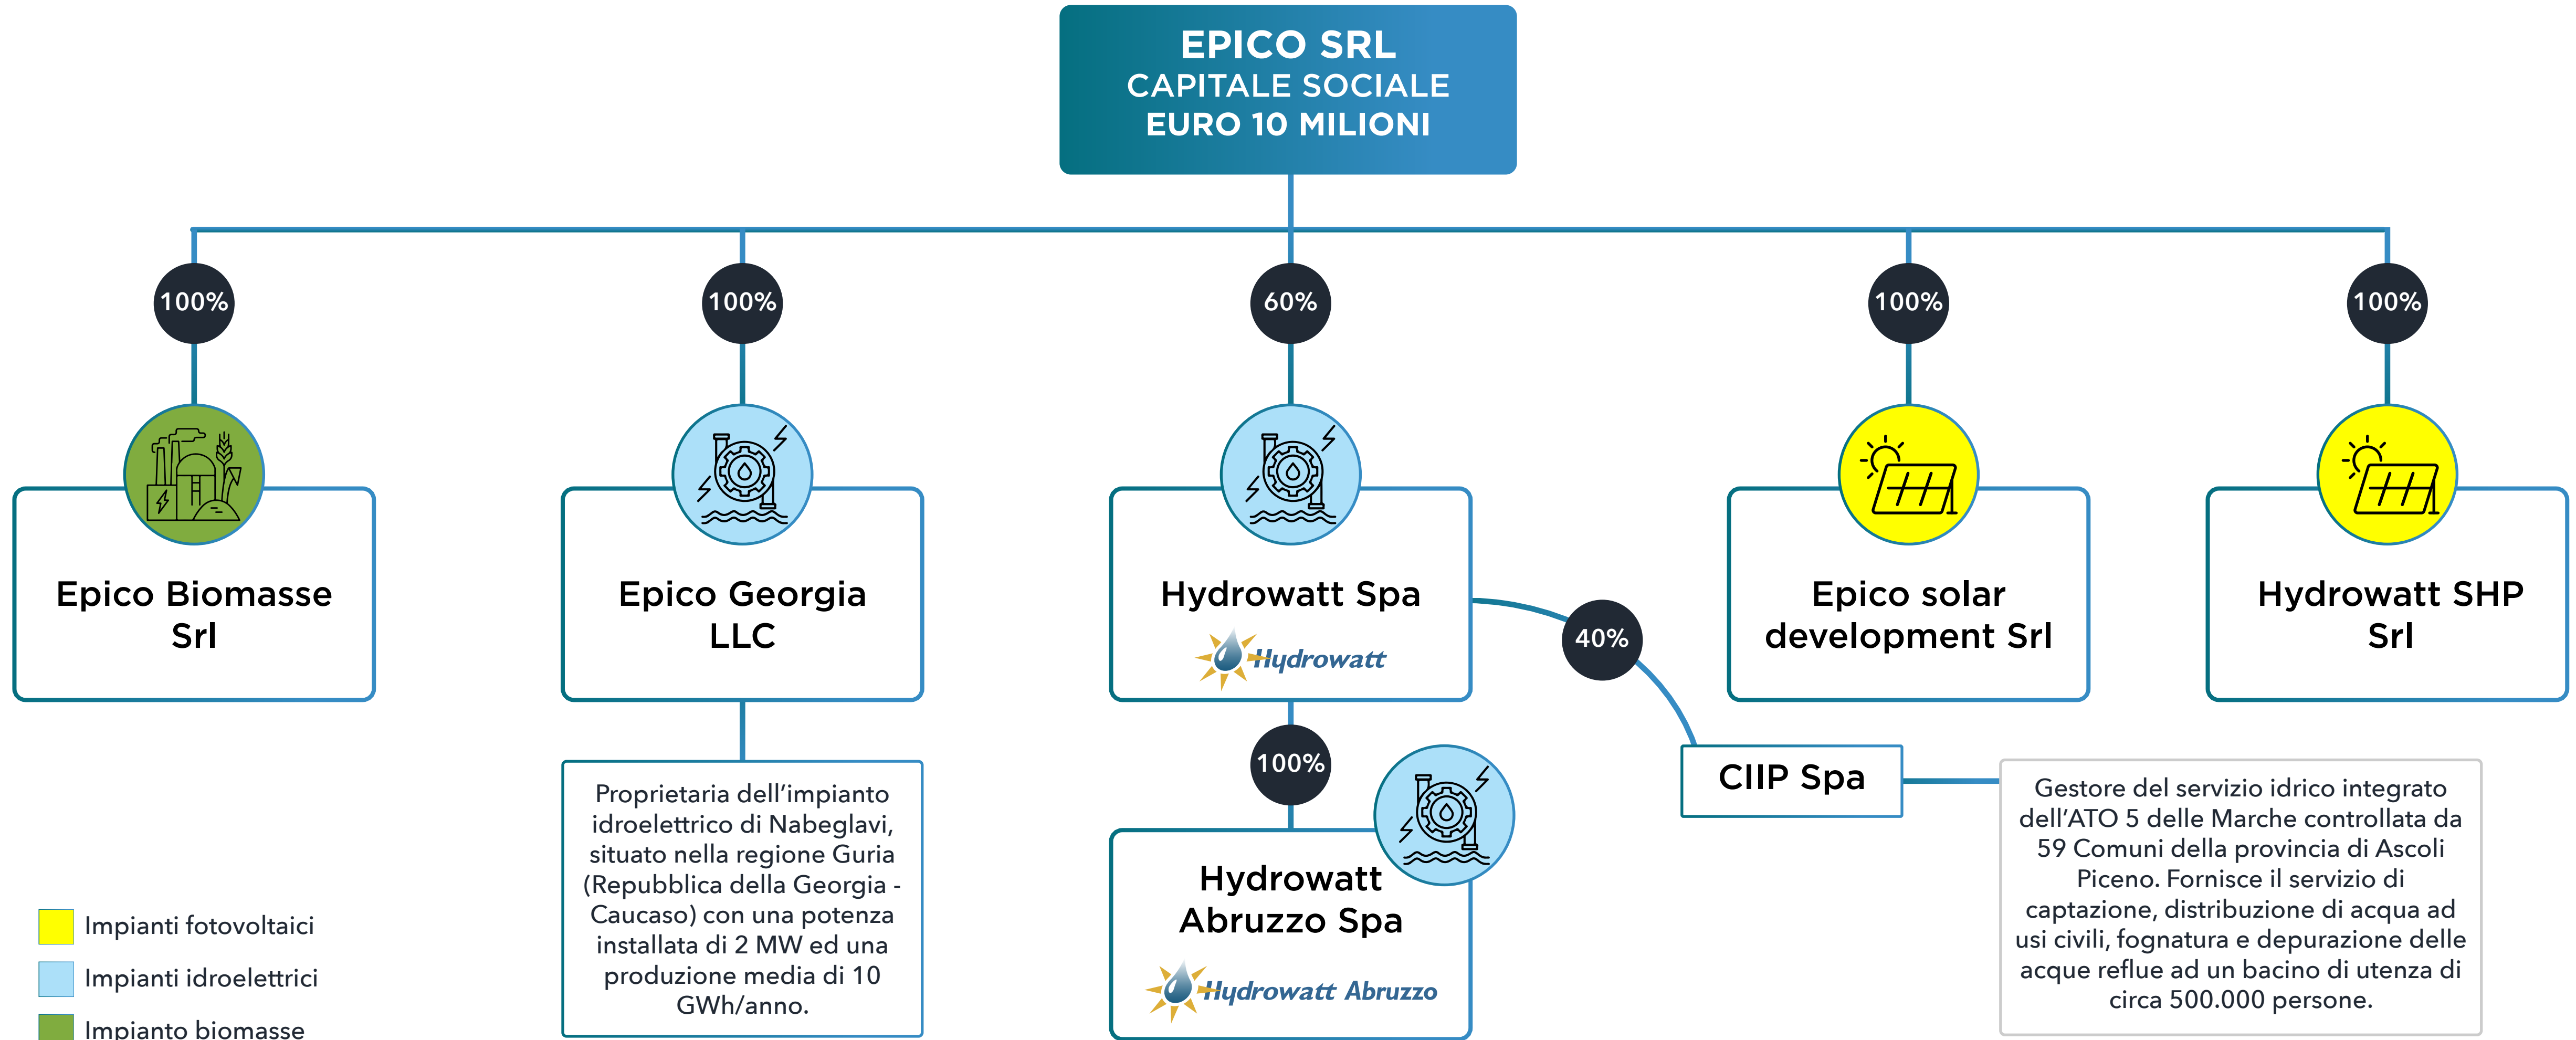 EPICO SRL
CAPITALE SOCIALE
EURO 10 MILIONI
100%
100%
60%
100%
100%
Epico Biomasse
Srl
Epico Georgia
LLC
Hydrowatt Spa
Hydrowatt
Epico solar
development Srl
Hydrowatt SHP
Srl
40%
100%
CIIP Spa
Proprietaria dell’impianto
idroelettrico di Nabeglavi,
situato nella regione Guria
(Repubblica della Georgia -
Caucaso) con una potenza
installata di 2 MW ed una
produzione media di 10
GWh/anno.
Hydrowatt
Abruzzo Spa
Hydrowatt Abruzzo
Gestore del servizio idrico integrato
dell’ATO 5 delle Marche controllata da
59 Comuni della provincia di Ascoli
Piceno. Fornisce il servizio di
captazione, distribuzione di acqua ad
usi civili, fognatura e depurazione delle
acque reflue ad un bacino di utenza di
circa 500.000 persone.
Impianti fotovoltaici
Impianti idroelettrici
Impianto biomasse